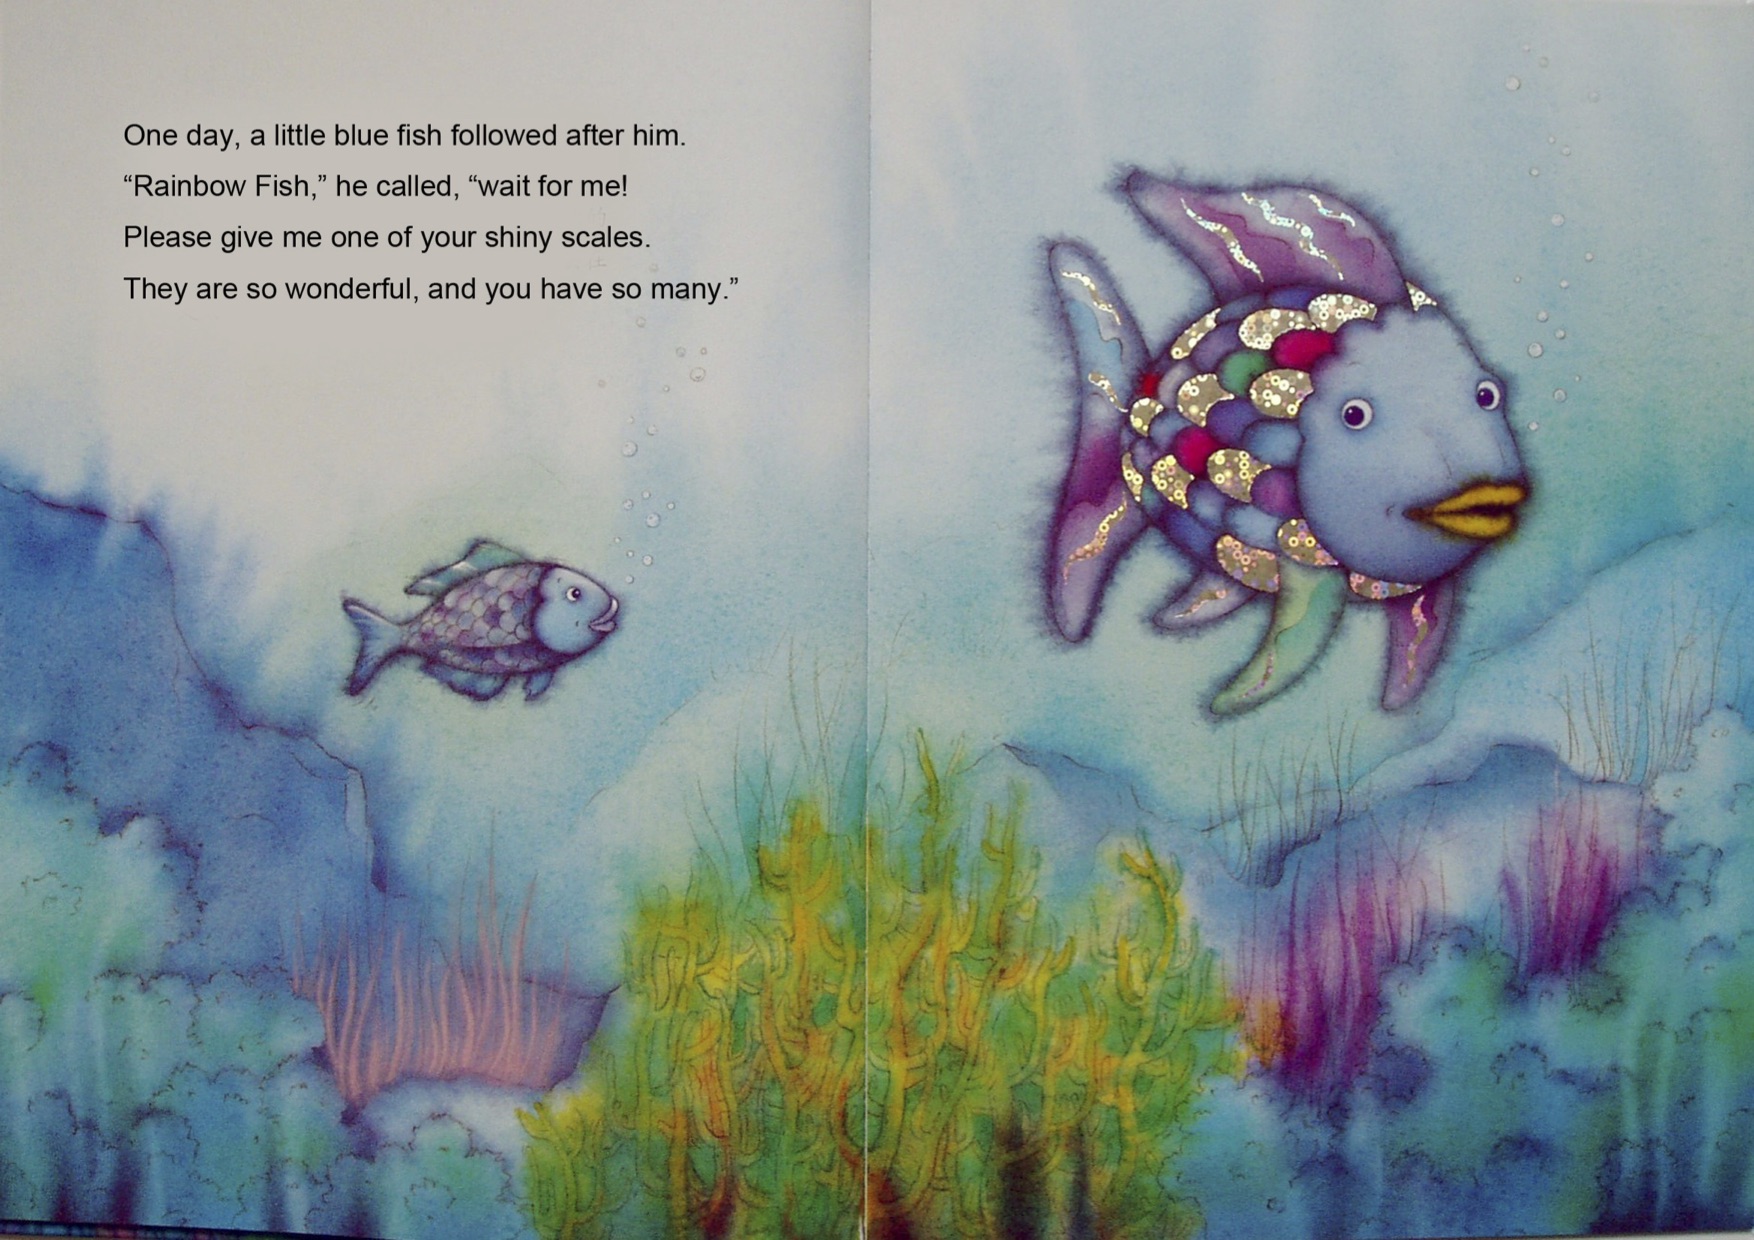 One day, a little blue fish followed after him.
“Rainbow Fish,” he called, “wait for me!
Please give me one of your shiny scales.
They are so wonderful, and you have so many.”